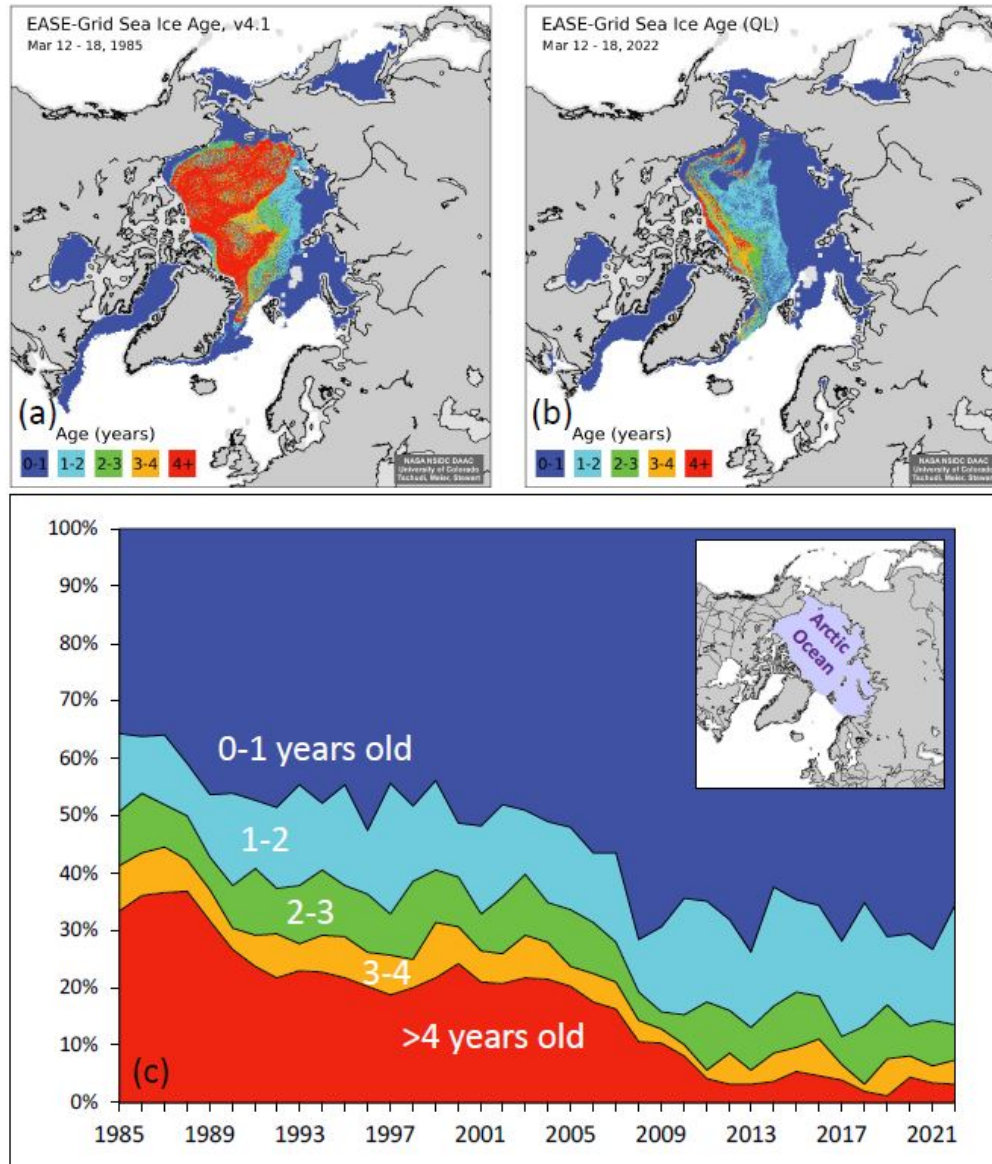 EASE-Grid Sea Ice Age, v4.1
Mar 12 - 18, 1985
(a)
Age (years)
0-1 1-2 2-3 3-4 4+
NASA NSIDC DAAC
University of Colorado
Tschudi, Meier, Stewart
EASE-Grid Sea Ice Age (QL)
Mar 12 - 18, 2022
(b)
Age (years)
0-1 1-2 2-3 3-4 4+
NASA NSIDC DAAC
University of Colorado
Tschudi, Meier, Stewart
100%
90%
80%
70%
60%
50%
40%
30%
20%
10%
0%
Arctic
Ocean
0-1 years old
1-2
2-3
3-4
>4 years old
(c)
1985 1989 1993 1997 2001 2005 2009 2013 2017 2021